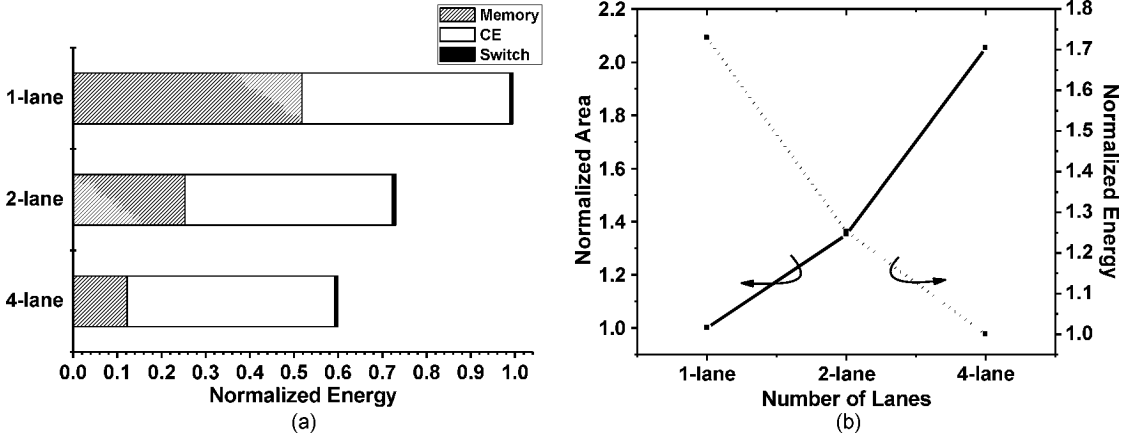 Memory
CE
Switch
1-lane
2-lane
4-lane
0.0 0.1 0.2 0.3 0.4 0.5 0.6 0.7 0.8 0.9 1.0
Normalized Energy
(a)
2.2
2.0
1.8
1.6
1.4
1.2
1.0
Normalized Area
1.8
1.7
1.6
1.5
1.4
1.3
1.2
1.1
1.0
Normalized Energy
1-lane 2-lane 4-lane
Number of Lanes
(b)